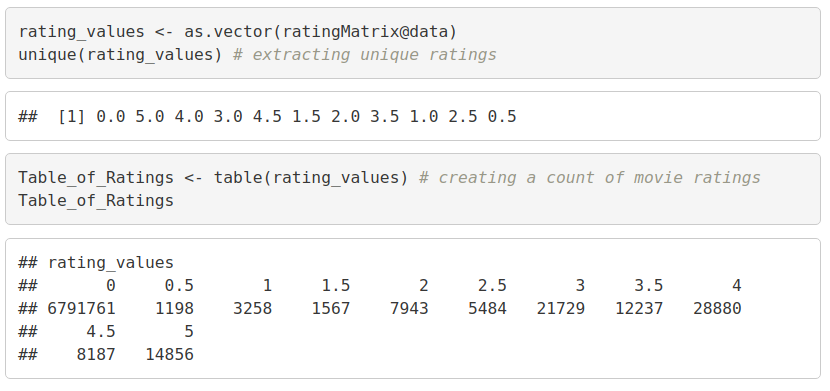 rating_values <- as.vector(ratingMatrix@data)
unique(rating_values) # extracting unique ratings
##  [1] 0.0 5.0 4.0 3.0 4.5 1.5 2.0 3.5 1.0 2.5 0.5
Table_of_Ratings <- table(rating_values) # creating a count of movie ratings
Table_of_Ratings
## rating_values
##       0     0.5       1     1.5       2     2.5       3     3.5       4
## 6791761    1198    3258    1567    7943    5484   21729   12237   28880
##     4.5       5
##    8187   14856